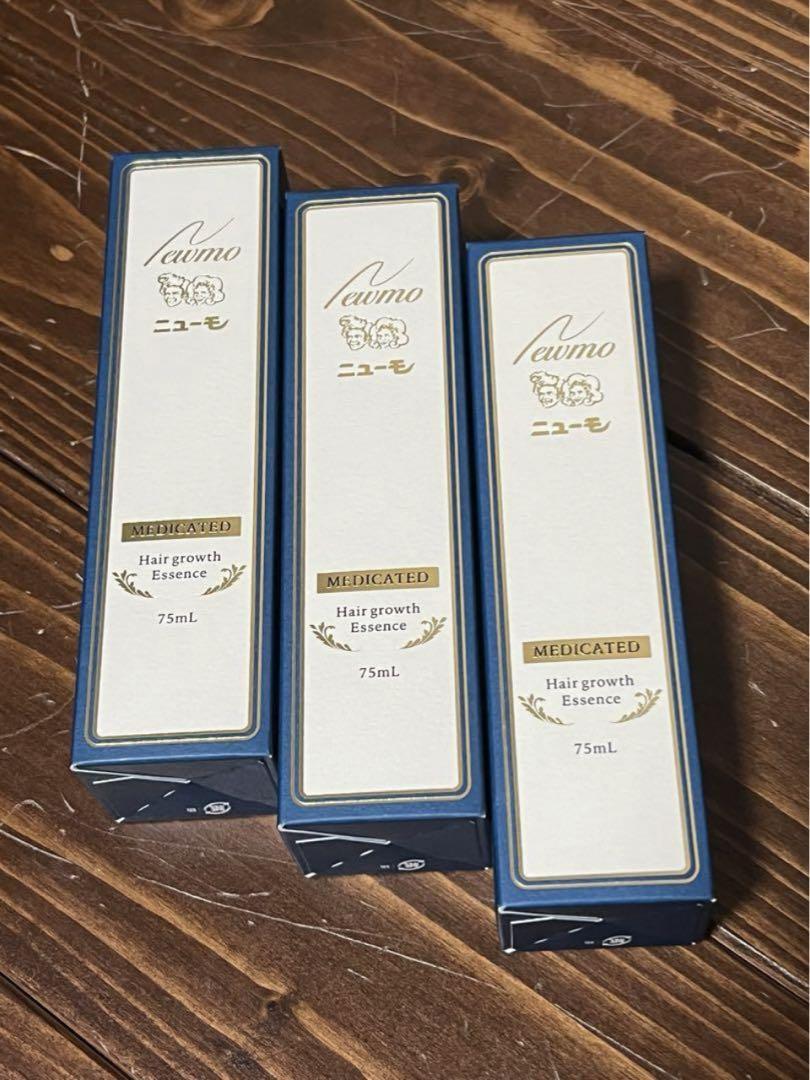 Newmo
ニューモ
MEDICATED
Hair growth
Essence
75mL
Newmo
ニューモ
MEDICATED
Hair growth
Essence
75mL
Newmo
ニューモ
MEDICATED
Hair growth
Essence
75mL